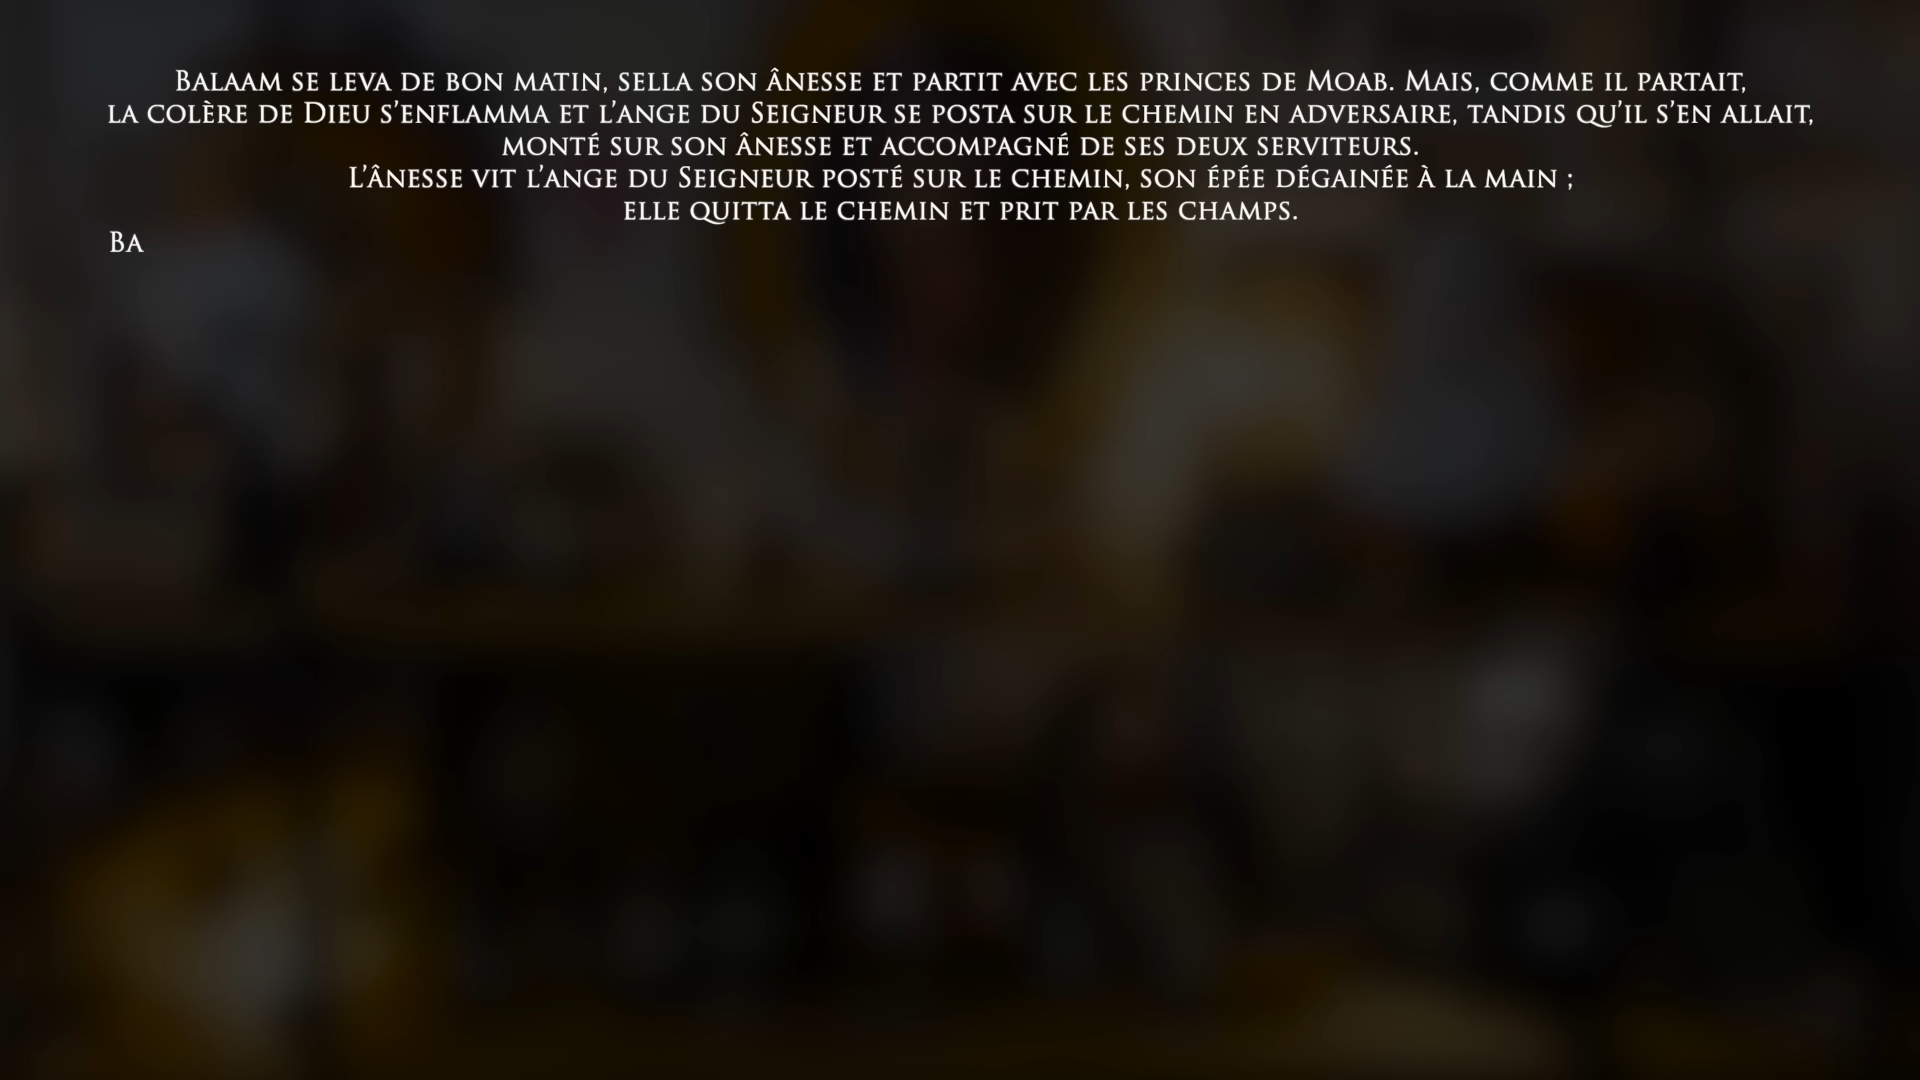 Balaam se leva de bon matin, sella son ânesse et partit avec les princes de Moab. Mais, comme il partait,
la colère de Dieu s’enflamma et l’ange du Seigneur se posta sur le chemin en adversaire, tandis qu’il s’en allait,
monté sur son ânesse et accompagné de ses deux serviteurs.
L’ânesse vit l’ange du Seigneur posté sur le chemin, son épée dégainée à la main ;
elle quitta le chemin et prit par les champs.
Ba